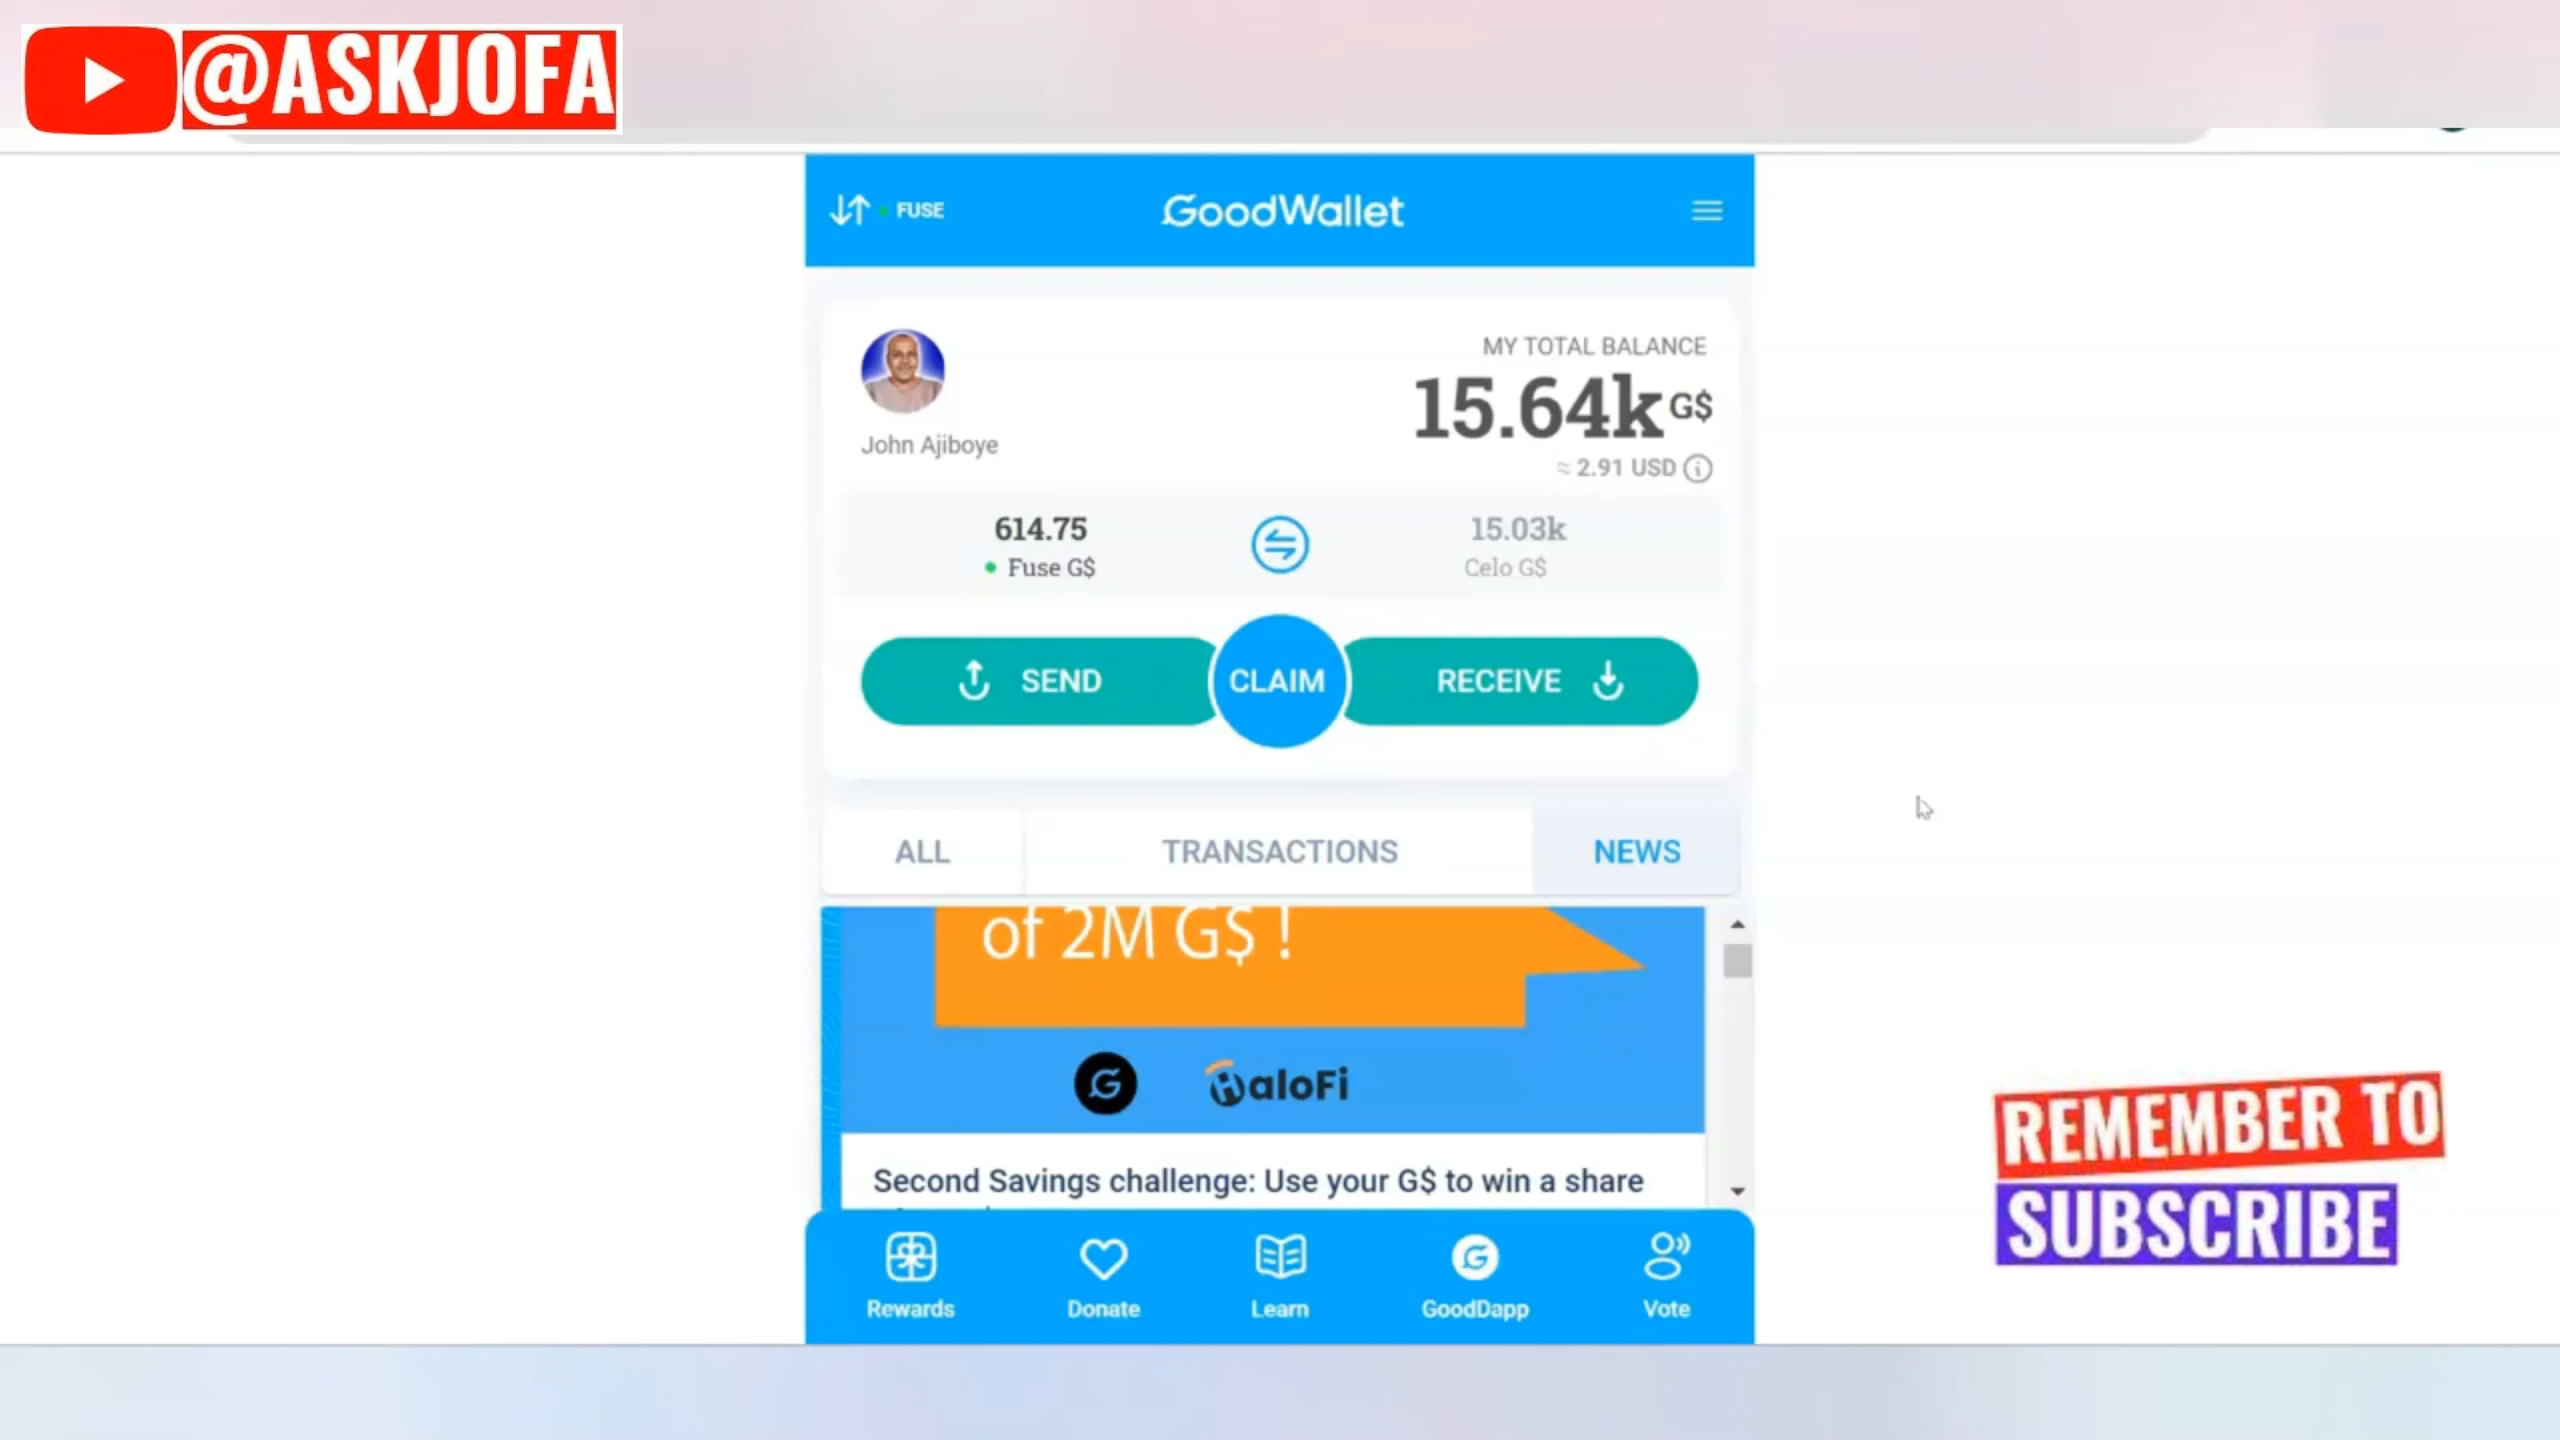 @ASKJOFA
FUSE
GoodWallet
MY TOTAL BALANCE
15.64k G$
John Ajiboye
≈ 2.91 USD
614.75
15.03k
Fuse G$
Celo G$
SEND
CLAIM
RECEIVE
ALL
TRANSACTIONS
NEWS
of 2M G$ !
HaloFi
Second Savings challenge: Use your G$ to win a share
REMEMBER TO
SUBSCRIBE
Rewards
Donate
Learn
GoodDapp
Vote